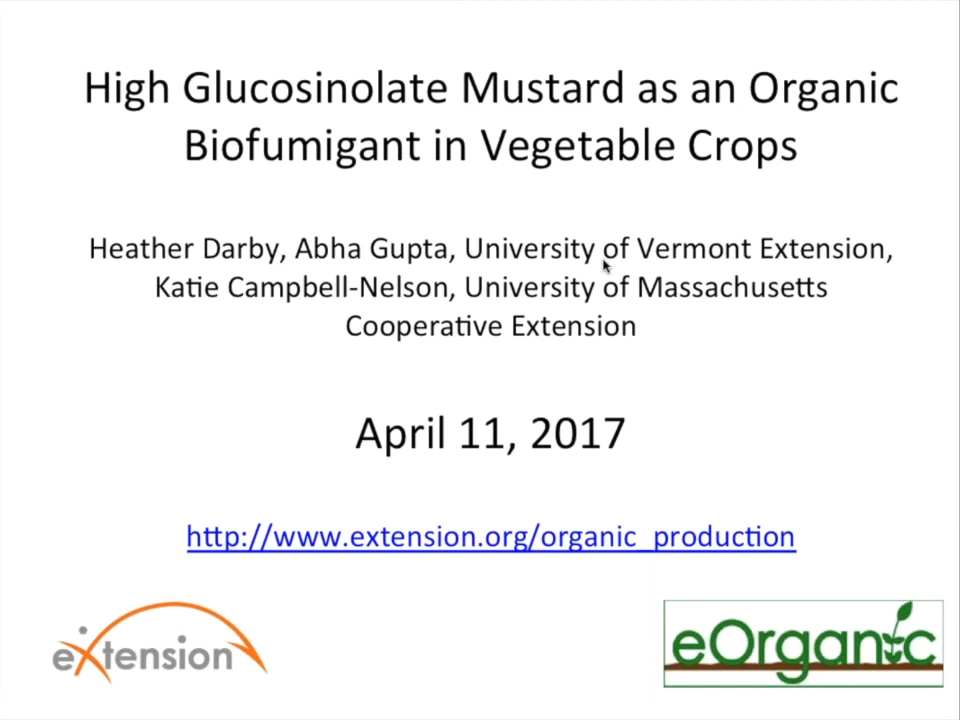 High Glucosinolate Mustard as an Organic
Biofumigant in Vegetable Crops
Heather Darby, Abha Gupta, University of Vermont Extension,
Katie Campbell-Nelson, University of Massachusetts
Cooperative Extension
April 11, 2017
http://www.extension.org/organic_production
eXtension
eOrganic